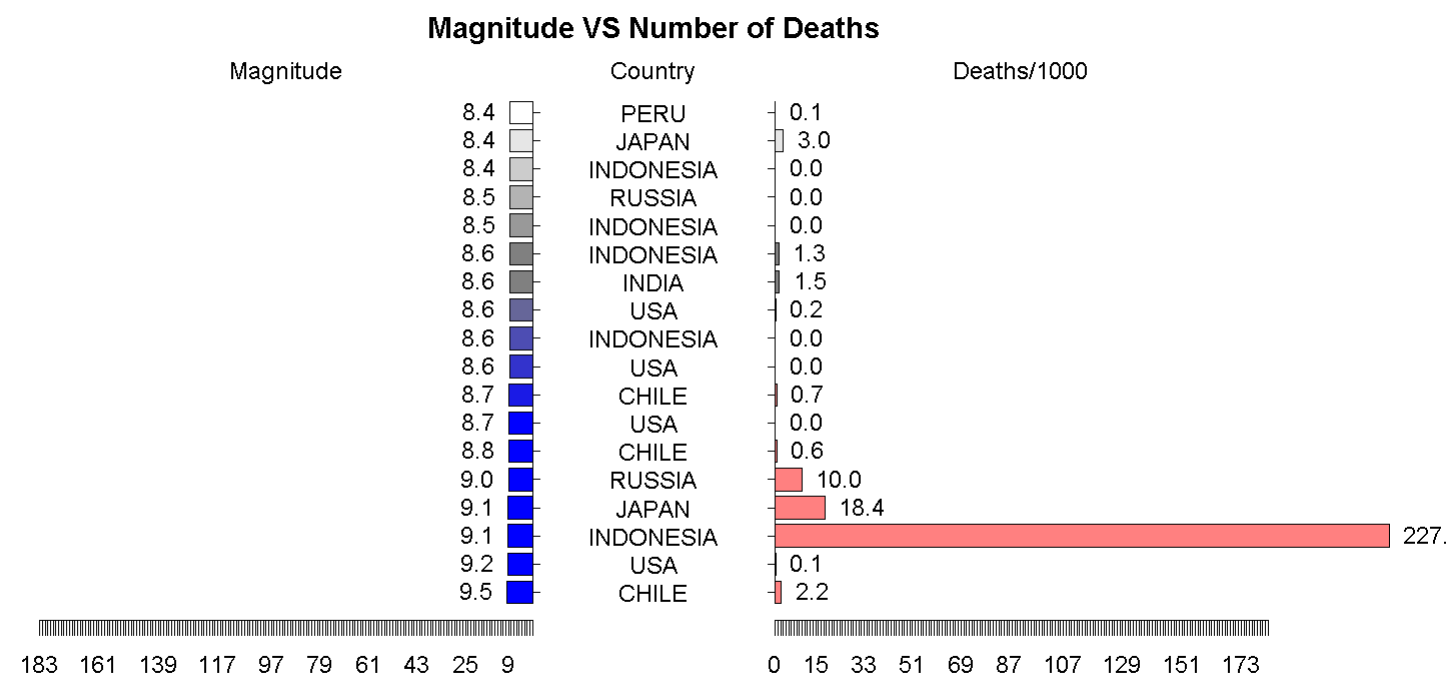 Magnitude VS Number of Deaths
Magnitude Country Deaths/1000
8.4 PERU 0.1
8.4 JAPAN 3.0
8.4 INDONESIA 0.0
8.5 RUSSIA 0.0
8.5 INDONESIA 0.0
8.6 INDONESIA 1.3
8.6 INDIA 1.5
8.6 USA 0.2
8.6 INDONESIA 0.0
8.6 USA 0.0
8.7 CHILE 0.7
8.7 USA 0.0
8.8 CHILE 0.6
9.0 RUSSIA 10.0
9.1 JAPAN 18.4
9.1 INDONESIA 227.
9.2 USA 0.1
9.5 CHILE 2.2
183 161 139 117 97 79 61 43 25 9 0 15 33 51 69 87 107 129 151 173